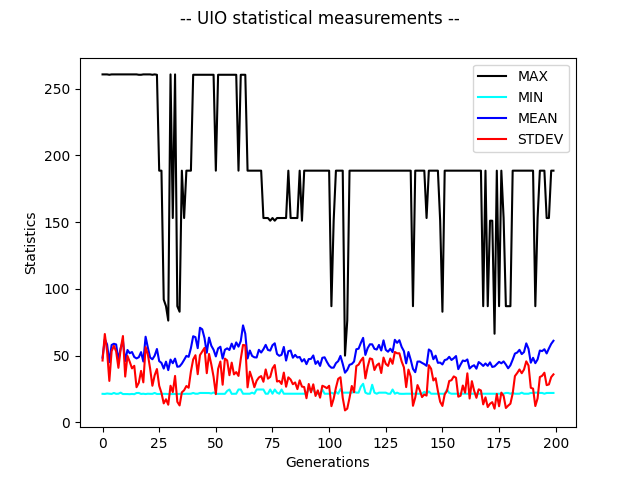 -- UIO statistical measurements --
MAX
MIN
MEAN
STDEV
Statistics
250
200
150
100
50
0
0 25 50 75 100 125 150 175 200
Generations